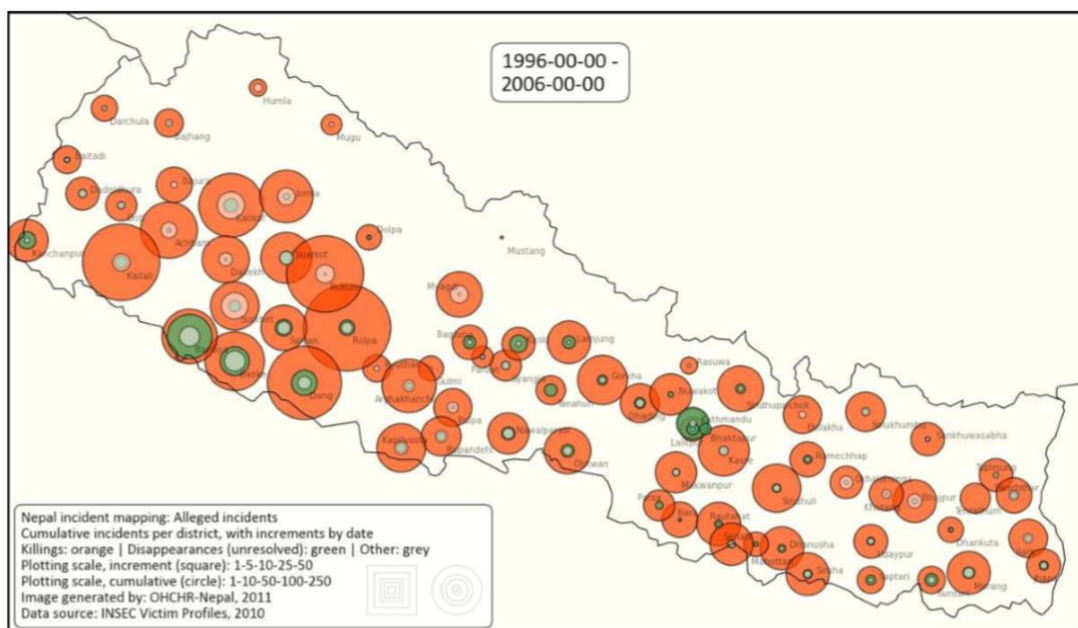 1996-00-00 -
2006-00-00
Humla
Darchula
Bajhang
Mugu
Baitadi
Bajura
Jumla
Kalikot
Dolpa
Achham
Mustang
Kanchanpur
Kailali
Dailekh
Jajarkot
Rukum
Myagdi
Surkhet
Salyan
Rolpa
Baglung
Kaski
Lamjung
Parbat
Syangja
Rasuwa
Dang
Gulmi
Arghakhanchi
Gorkha
Tanahun
Nuwakot
Sindhupalchok
Dhading
Palpa
Kathmandu
Dolakha
Solukhumbu
Lalitpur
Bhaktapur
Sankhuwasabha
Kapilvastu
Rupandehi
Nawalparasi
Chitwan
Kavre
Ramechhap
Makwanpur
Taplejung
Okhaldhunga
Khotang
Bhojpur
Panchthar
Terhathum
Sindhuli
Parsa
Bara
Rautahat
Dhankuta
Sarlahi
Mahottari
Dhanusha
Udaypur
Ilam
Siraha
Saptari
Sunsari
Morang
Jhapa
Nepal incident mapping: Alleged incidents
Cumulative incidents per district, with increments by date
Killings: orange | Disappearances (unresolved): green | Other: grey
Plotting scale, increment (square): 1-5-10-25-50
Plotting scale, cumulative (circle): 1-10-50-100-250
Image generated by: OHCHR-Nepal, 2011
Data source: INSEC Victim Profiles, 2010